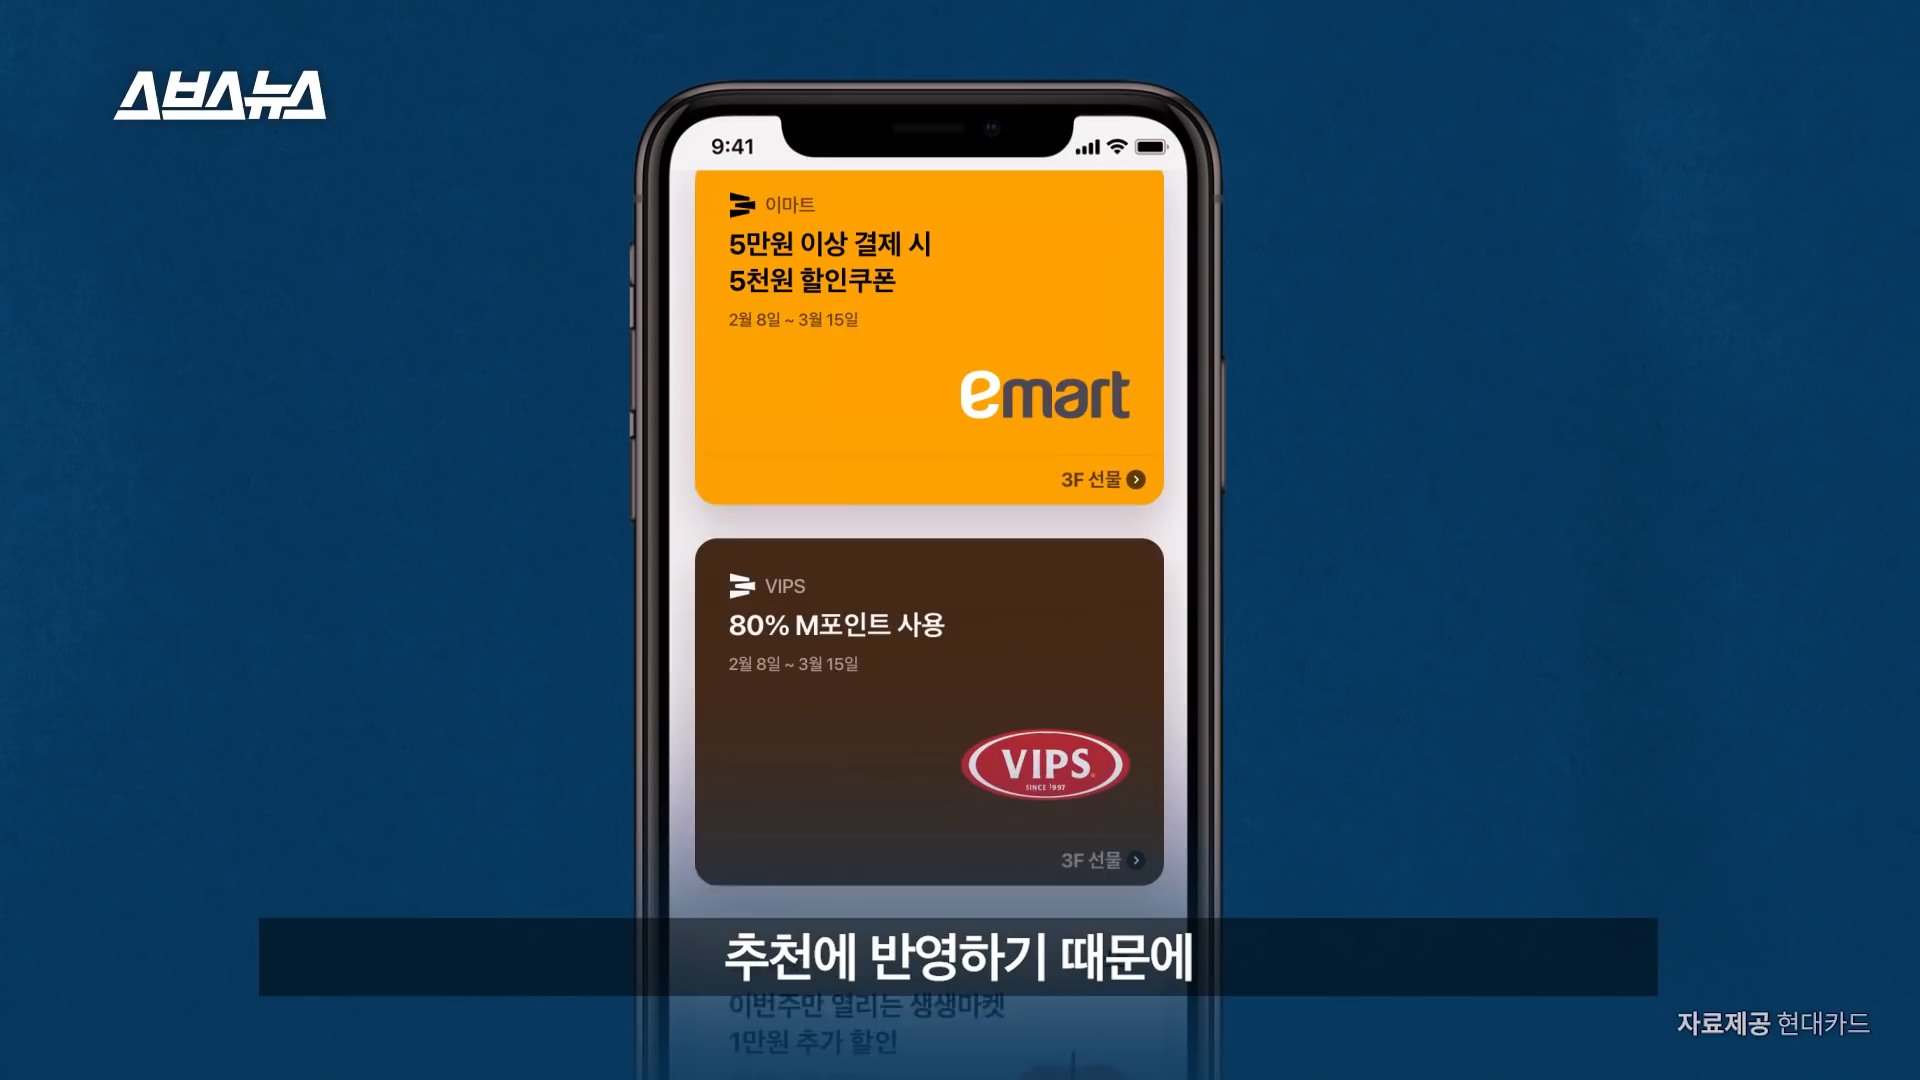 스브스뉴스
9:41
이마트
5만원 이상 결제 시
5천원 할인쿠폰
2월 8일 ~ 3월 15일
emart
3F 선물
VIPS
80% M포인트 사용
2월 8일 ~ 3월 15일
VIPS
SINCE 1997
3F 선물
추천에 반영하기 때문에
이번주만 열리는 생생마켓
1만원 추가 할인
자료제공 현대카드